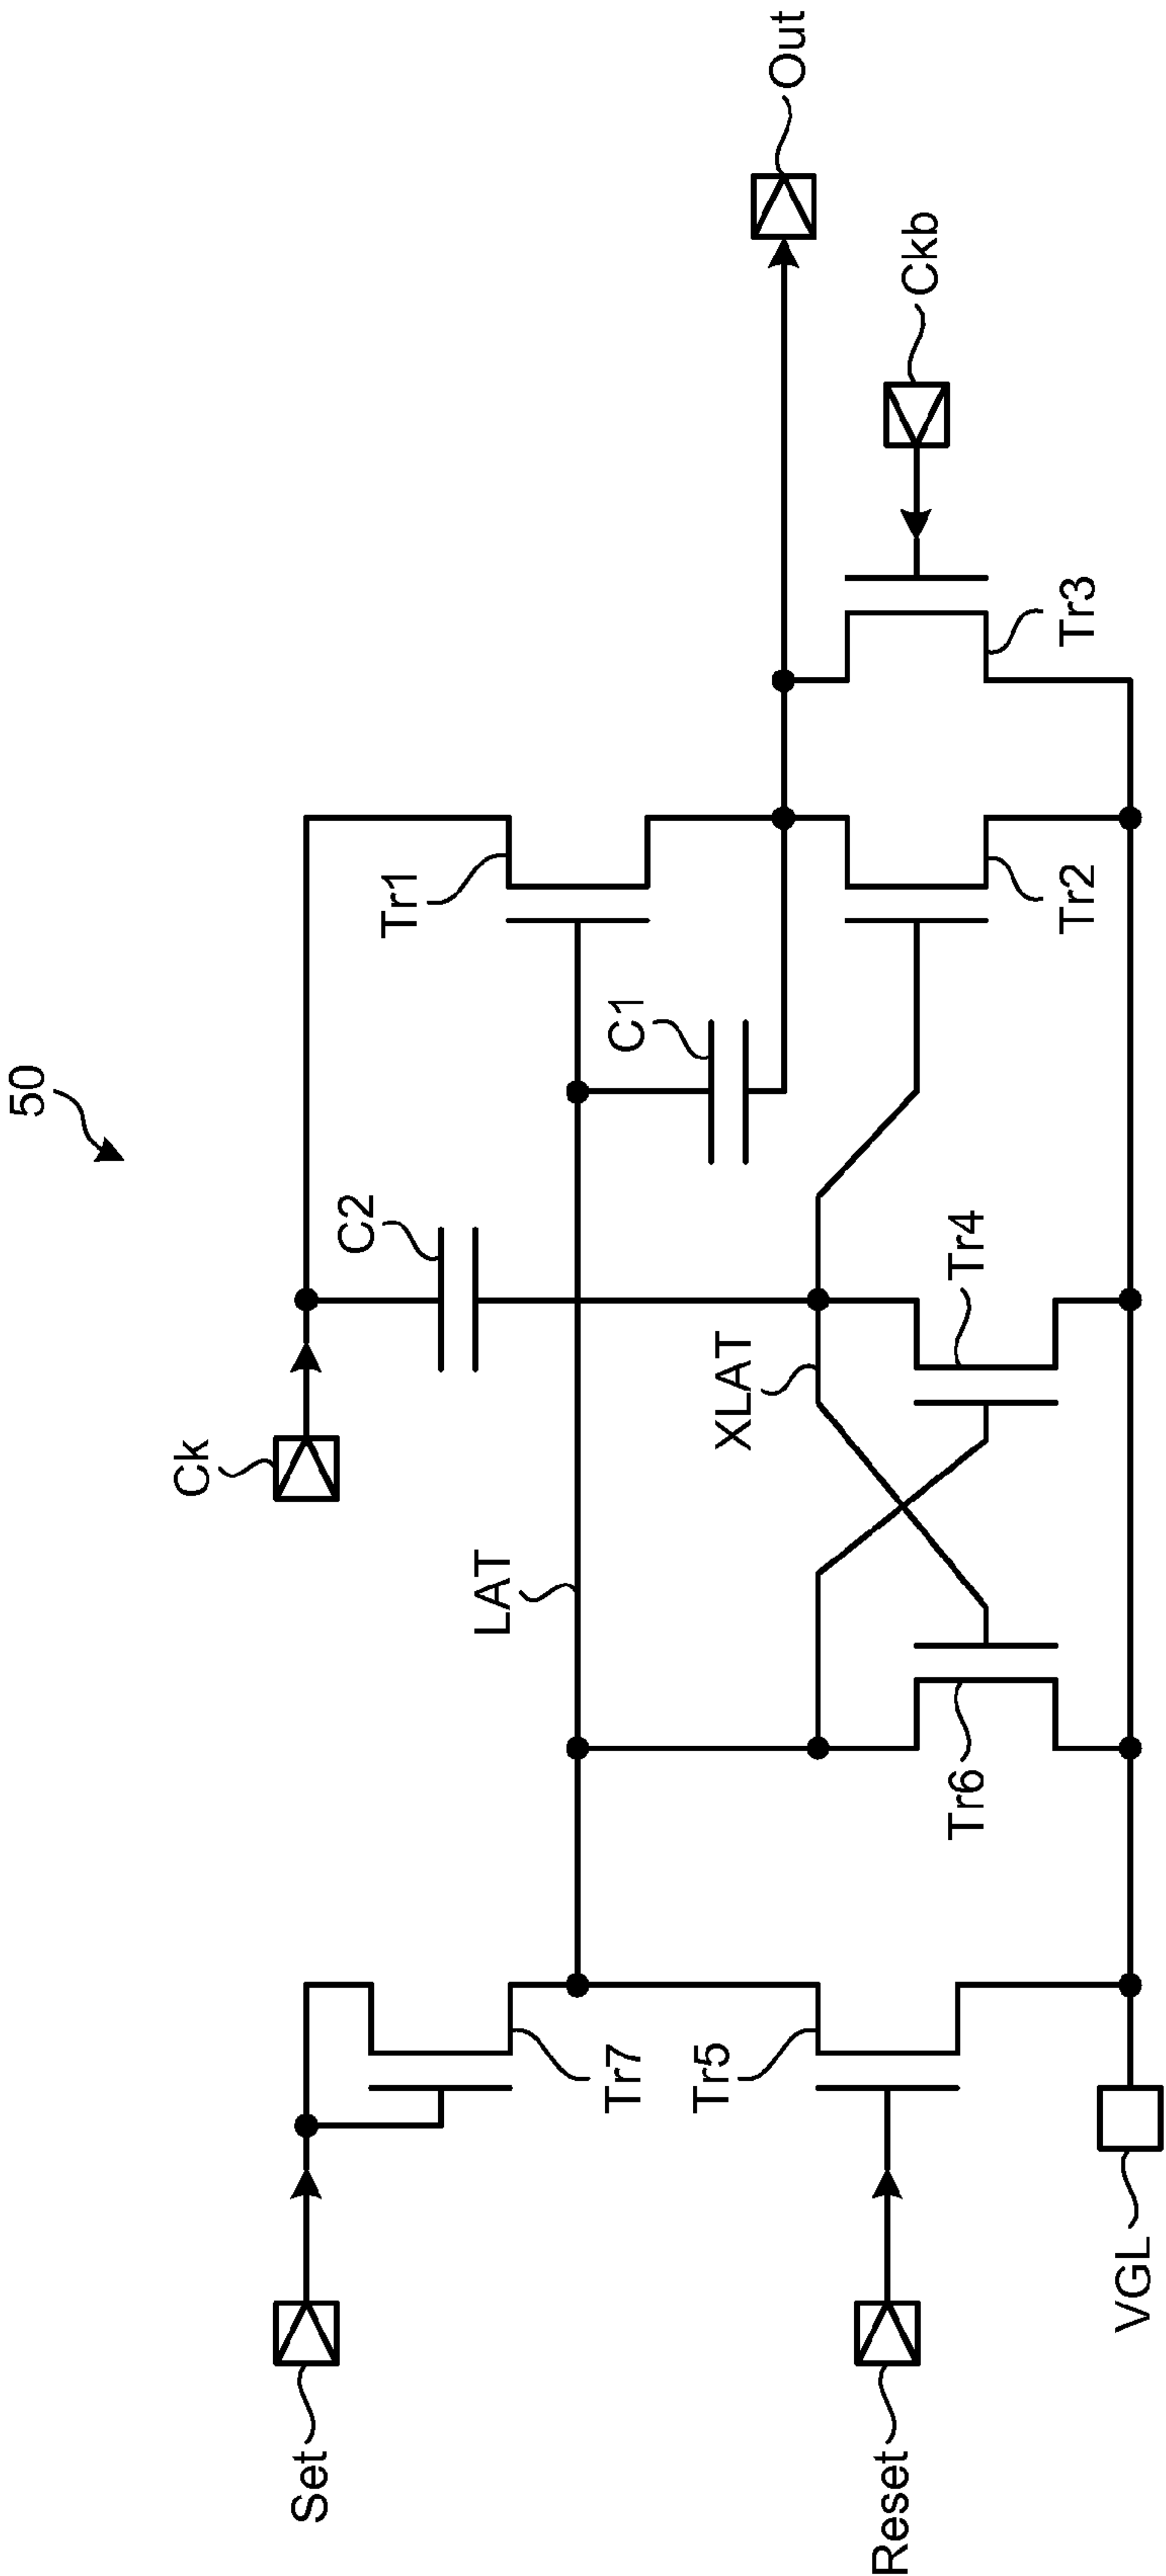 50
Set
Reset
VGL
Tr7
Tr5
LAT
Tr6
Ck
XLAT
C2
Tr4
C1
Tr1
Tr2
Tr3
Ckb
Out